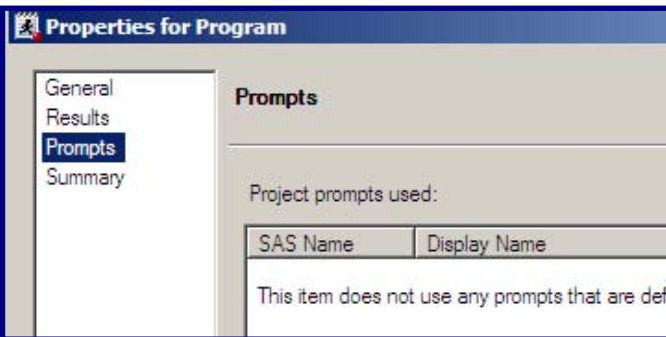 Properties for Program
General
Results
Prompts
Summary
Prompts
Project prompts used:
SAS Name Display Name
This item does not use any prompts that are